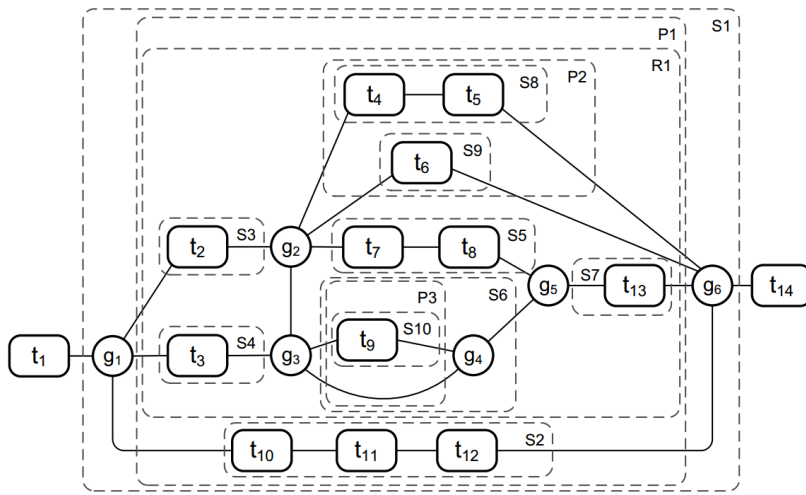 S1
P1
R1
P2
S8
t4 t5
S9
t6
S3
t2 g2 t7 t8 S5
g5 S7 t13 g6 t14
P3 S6
S10
t1 g1 t3 S4 g3 t9 g4
S2
t10 t11 t12